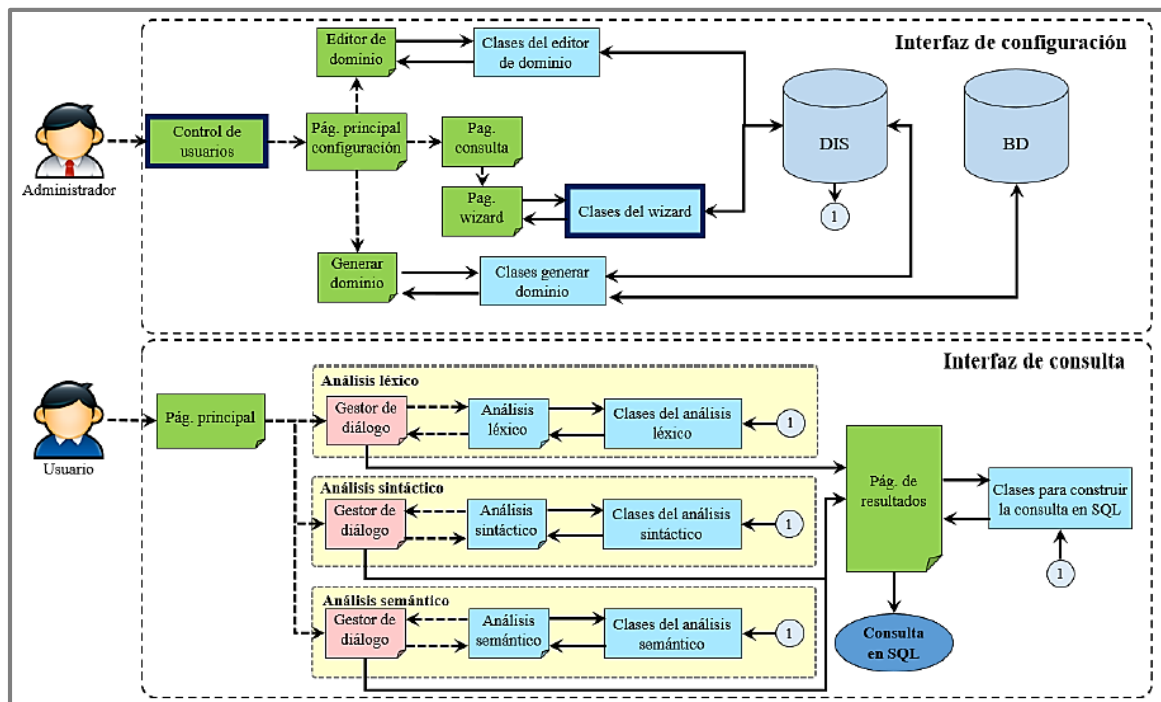 Interfaz de configuración
Editor de
dominio
Clases del editor
de dominio
Administrador
Control de
usuarios
Pág. principal
configuración
Pag.
consulta
DIS
BD
Pag.
wizard
Clases del wizard
1
Generar
dominio
Clases generar
dominio
Interfaz de consulta
Usuario
Pág. principal
Análisis léxico
Gestor de
diálogo
Análisis
léxico
Clases del análisis
léxico
1
Análisis sintáctico
Gestor de
diálogo
Análisis
sintáctico
Clases del análisis
sintáctico
1
Análisis semántico
Gestor de
diálogo
Análisis
semántico
Clases del análisis
semántico
1
Pág. de
resultados
Clases para construir
la consulta en SQL
1
Consulta
en SQL